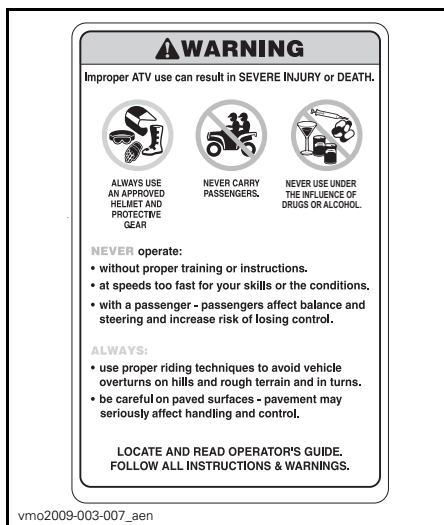 WARNING
Improper ATV use can result in SEVERE INJURY or DEATH.
ALWAYS USE
AN APPROVED
HELMET AND
PROTECTIVE
GEAR
NEVER CARRY
PASSENGERS.
NEVER USE UNDER
THE INFLUENCE OF
DRUGS OR ALCOHOL.
NEVER operate:
• without proper training or instructions.
• at speeds too fast for your skills or the conditions.
• with a passenger - passengers affect balance and
steering and increase risk of losing control.
ALWAYS:
• use proper riding techniques to avoid vehicle
overturns on hills and rough terrain and in turns.
• be careful on paved surfaces - pavement may
seriously affect handling and control.
LOCATE AND READ OPERATOR'S GUIDE.
FOLLOW ALL INSTRUCTIONS & WARNINGS.
vmo2009-003-007_aen